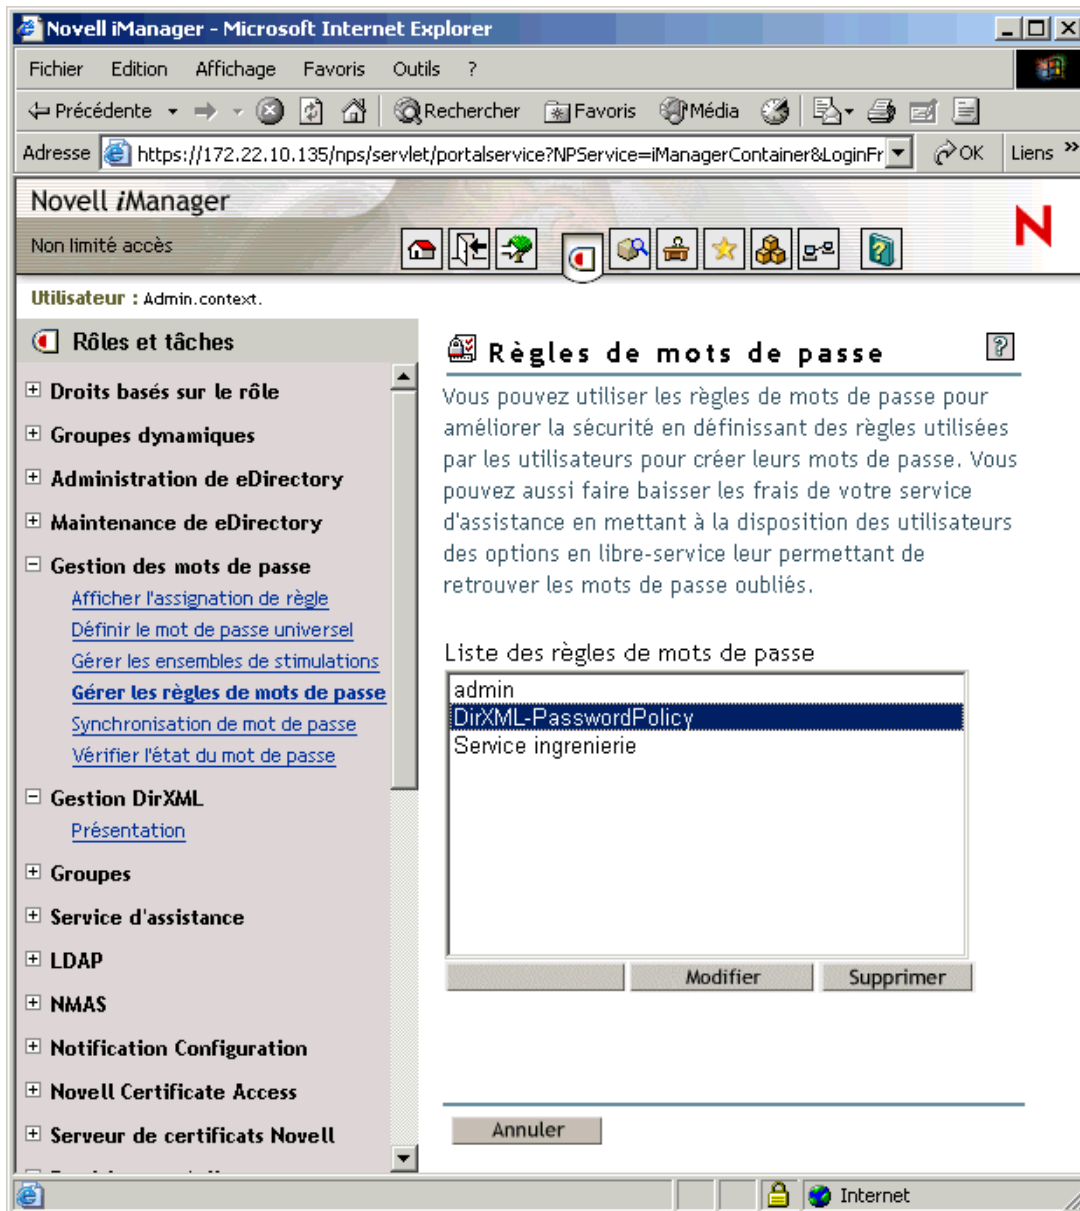 Novell iManager - Microsoft Internet Explorer
Fichier Edition Affichage Favoris Outils ?
Précédente Rechercher Favoris Média
Adresse https://172.22.10.135/nps/servlet/portalservice?NPService=iManagerContainer&LoginFr OK Liens »
Novell iManager
N
Non limité accès
Utilisateur : Admin.context.
Rôles et tâches
Droits basés sur le rôle
Groupes dynamiques
Administration de eDirectory
Maintenance de eDirectory
Gestion des mots de passe
Afficher l'assignation de règle
Définir le mot de passe universel
Gérer les ensembles de stimulations
Gérer les règles de mots de passe
Synchronisation de mot de passe
Vérifier l'état du mot de passe
Gestion DirXML
Présentation
Groupes
Service d'assistance
LDAP
NMAS
Notification Configuration
Novell Certificate Access
Serveur de certificats Novell
Règles de mots de passe ?
Vous pouvez utiliser les règles de mots de passe pour
améliorer la sécurité en définissant des règles utilisées
par les utilisateurs pour créer leurs mots de passe. Vous
pouvez aussi faire baisser les frais de votre service
d'assistance en mettant à la disposition des utilisateurs
des options en libre-service leur permettant de
retrouver les mots de passe oubliés.
Liste des règles de mots de passe
admin
DirXML-PasswordPolicy
Service ingrenierie
Modifier Supprimer
Annuler
Internet